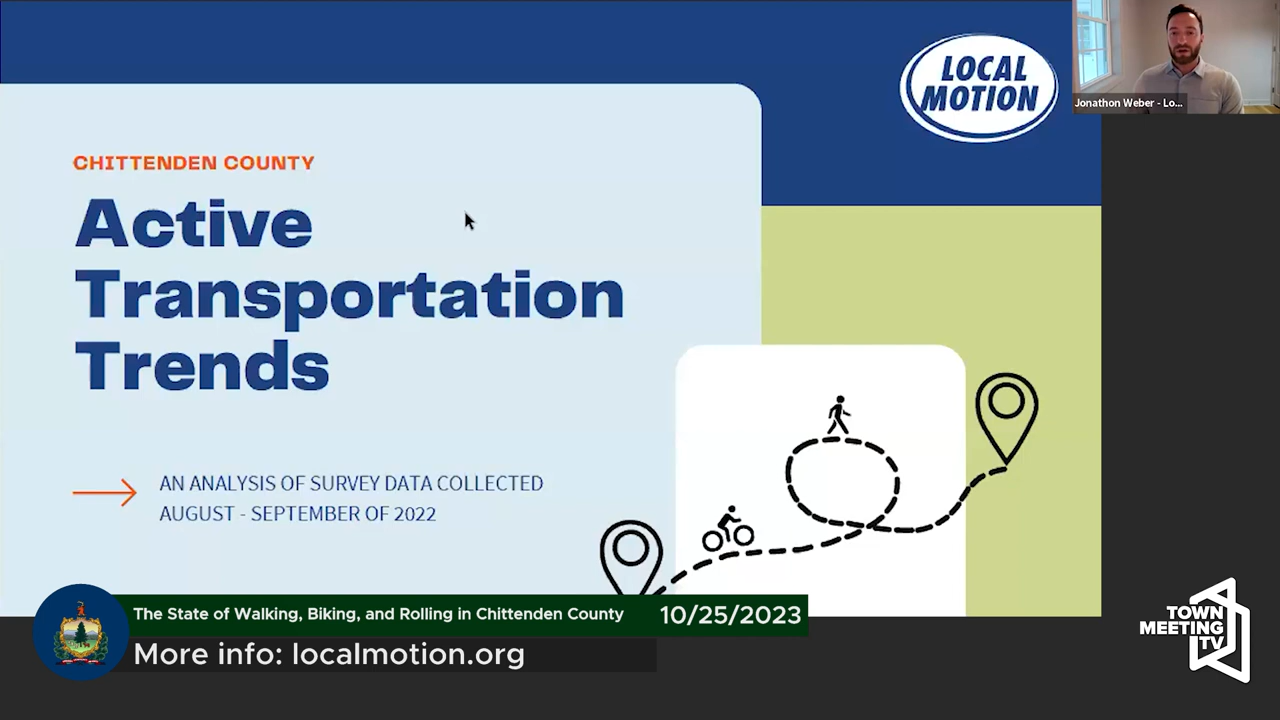 LOCAL
MOTION
Jonathon Weber - Lo...
CHITTENDEN COUNTY
Active
Transportation
Trends
AN ANALYSIS OF SURVEY DATA COLLECTED
AUGUST - SEPTEMBER OF 2022
The State of Walking, Biking, and Rolling in Chittenden County
10/25/2023
More info: localmotion.org
TOWN
MEETING
TV